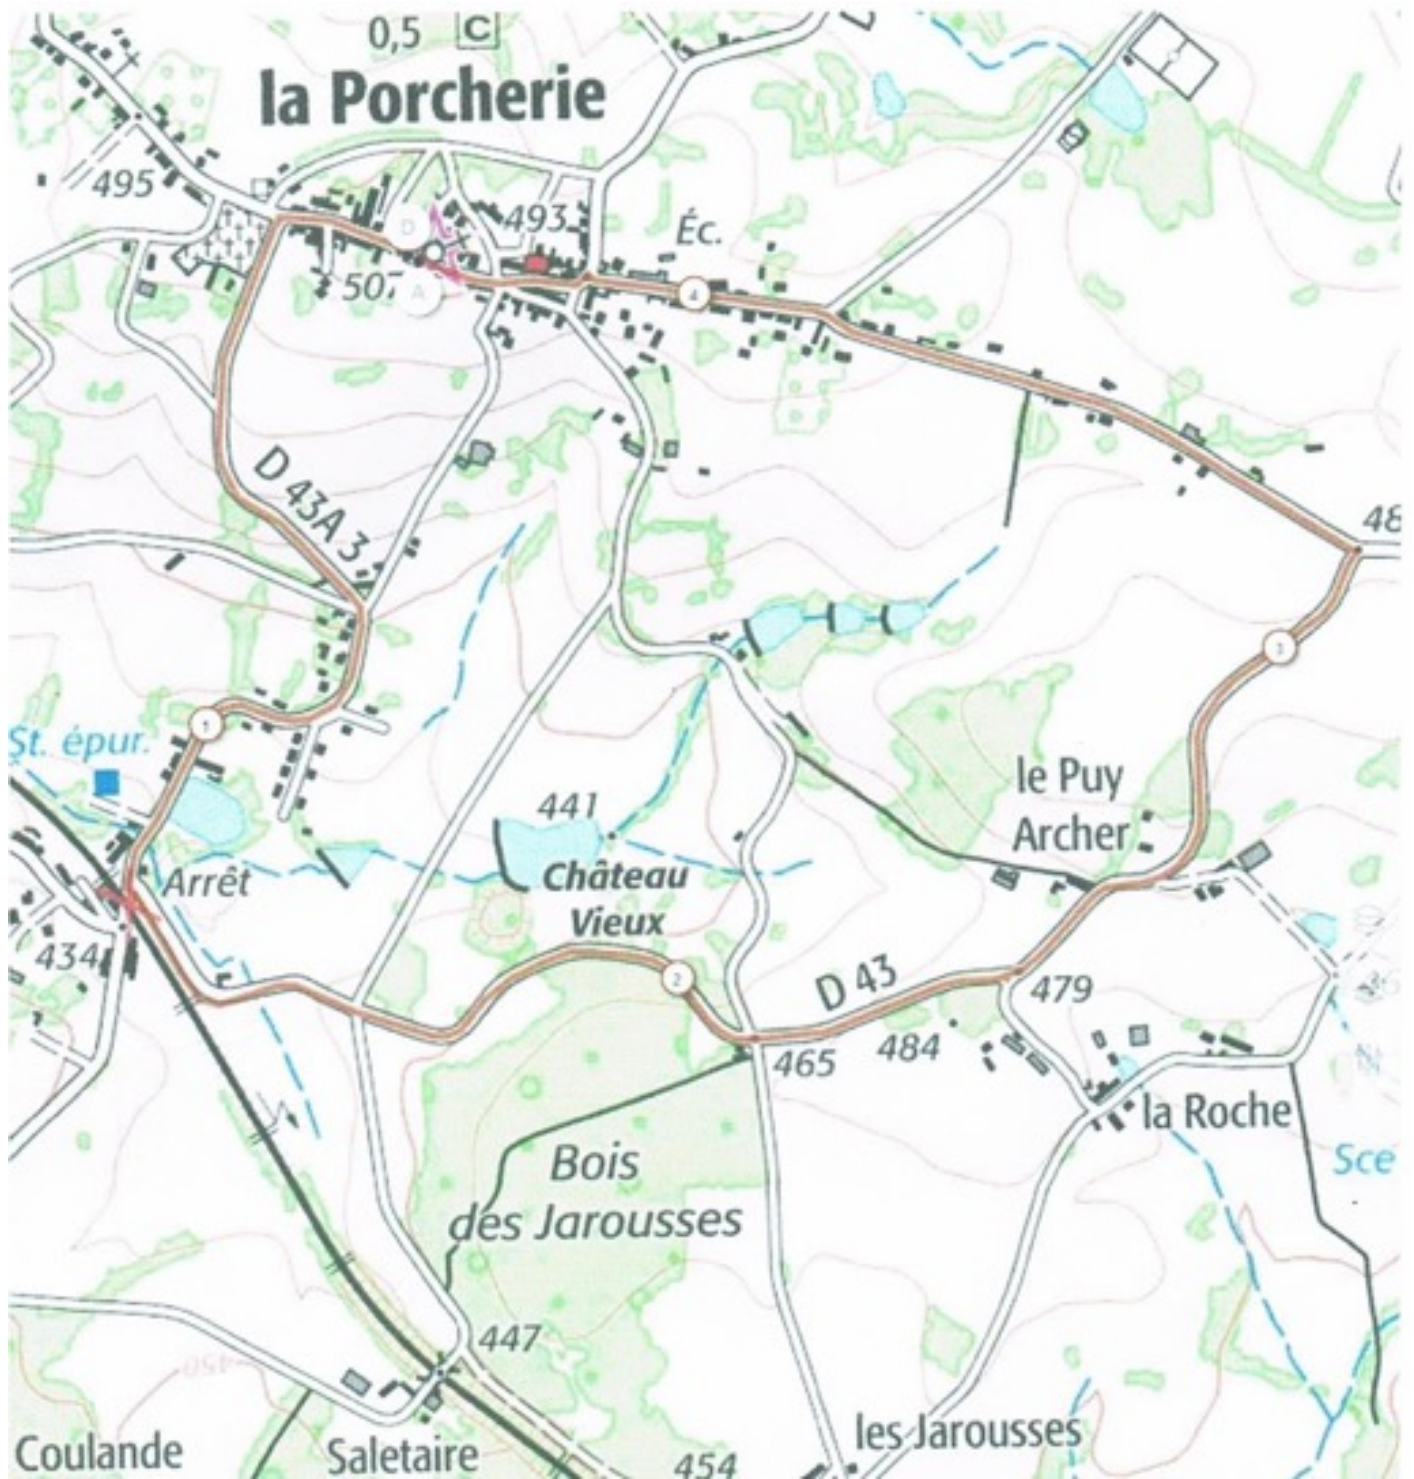 0,5 C
la Porcherie
495
493
Éc.
D
507
A
4
D 43A 3
48
3
1
St. épur.
le Puy
Archer
441
Arrêt
Château
Vieux
434
2
D 43
479
465
484
la Roche
Bois
des Jarousses
Sce
447
450
les Jarousses
Coulande
Saletaire
454